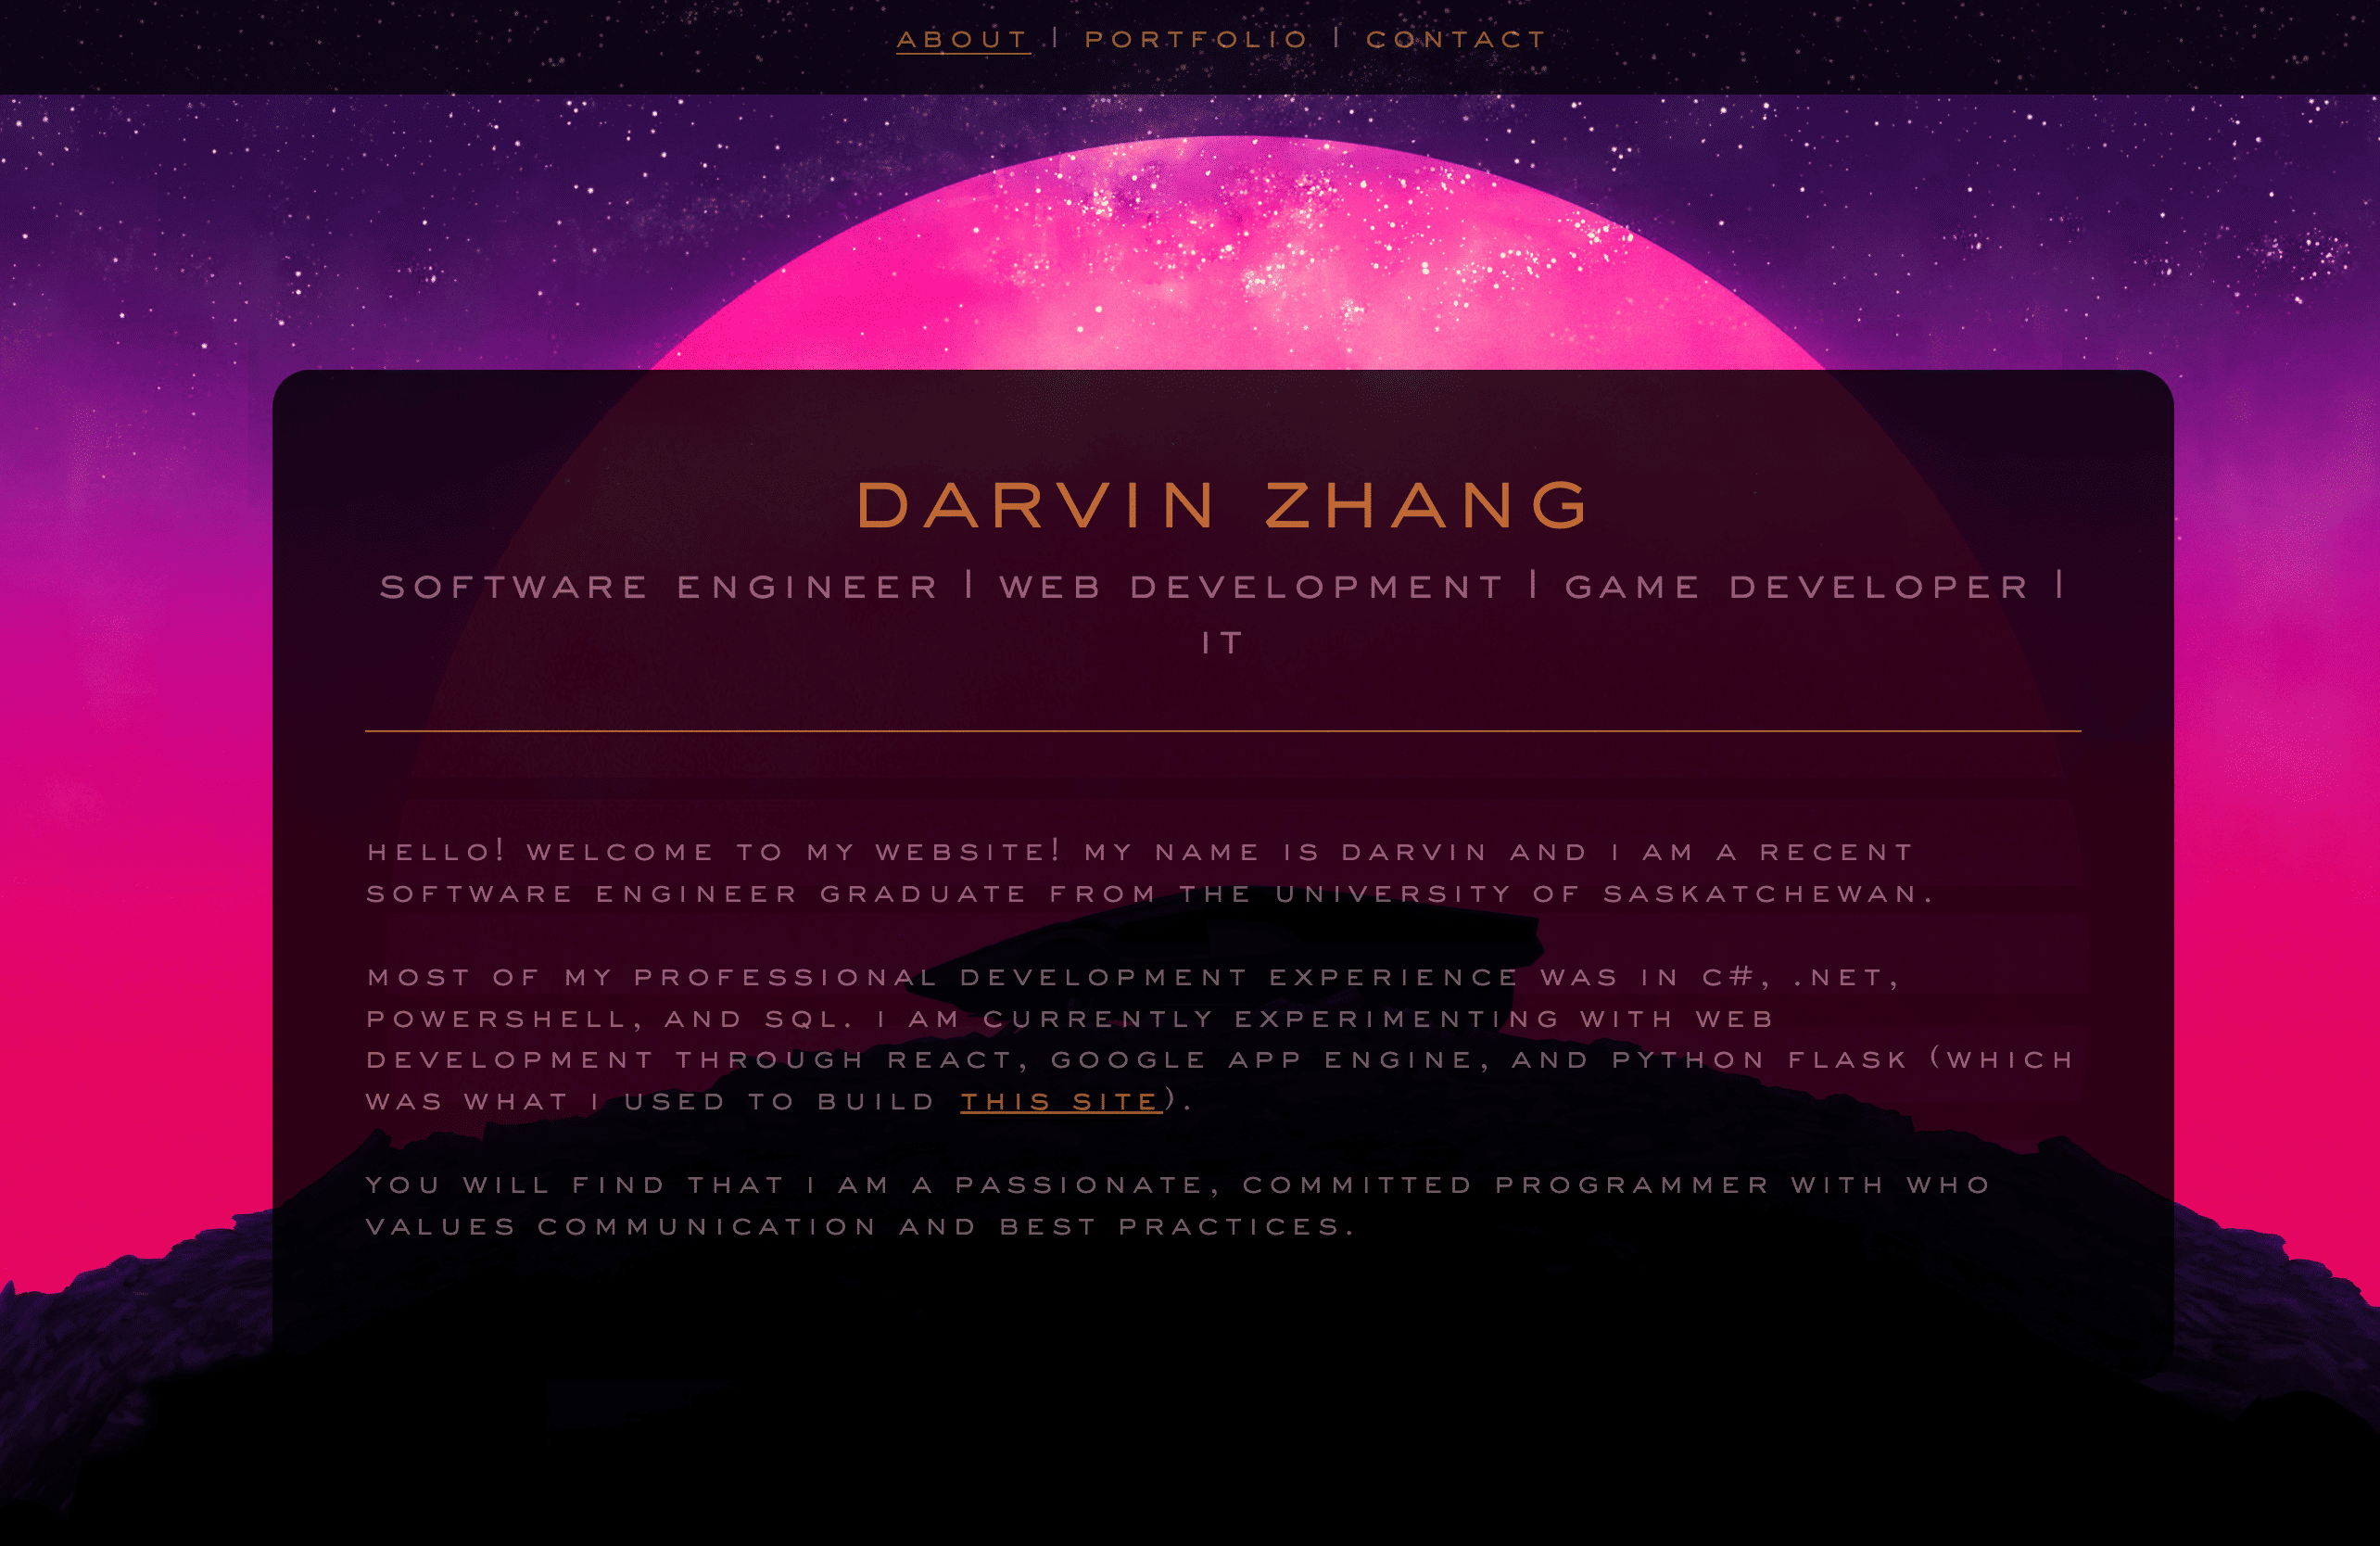 ABOUT | PORTFOLIO | CONTACT
DARVIN ZHANG
SOFTWARE ENGINEER | WEB DEVELOPMENT | GAME DEVELOPER |
IT
HELLO! WELCOME TO MY WEBSITE! MY NAME IS DARVIN AND I AM A RECENT
SOFTWARE ENGINEER GRADUATE FROM THE UNIVERSITY OF SASKATCHEWAN.
MOST OF MY PROFESSIONAL DEVELOPMENT EXPERIENCE WAS IN C#, .NET,
POWERSHELL, AND SQL. I AM CURRENTLY EXPERIMENTING WITH WEB
DEVELOPMENT THROUGH REACT, GOOGLE APP ENGINE, AND PYTHON FLASK (WHICH
WAS WHAT I USED TO BUILD THIS SITE).
YOU WILL FIND THAT I AM A PASSIONATE, COMMITTED PROGRAMMER WITH WHO
VALUES COMMUNICATION AND BEST PRACTICES.